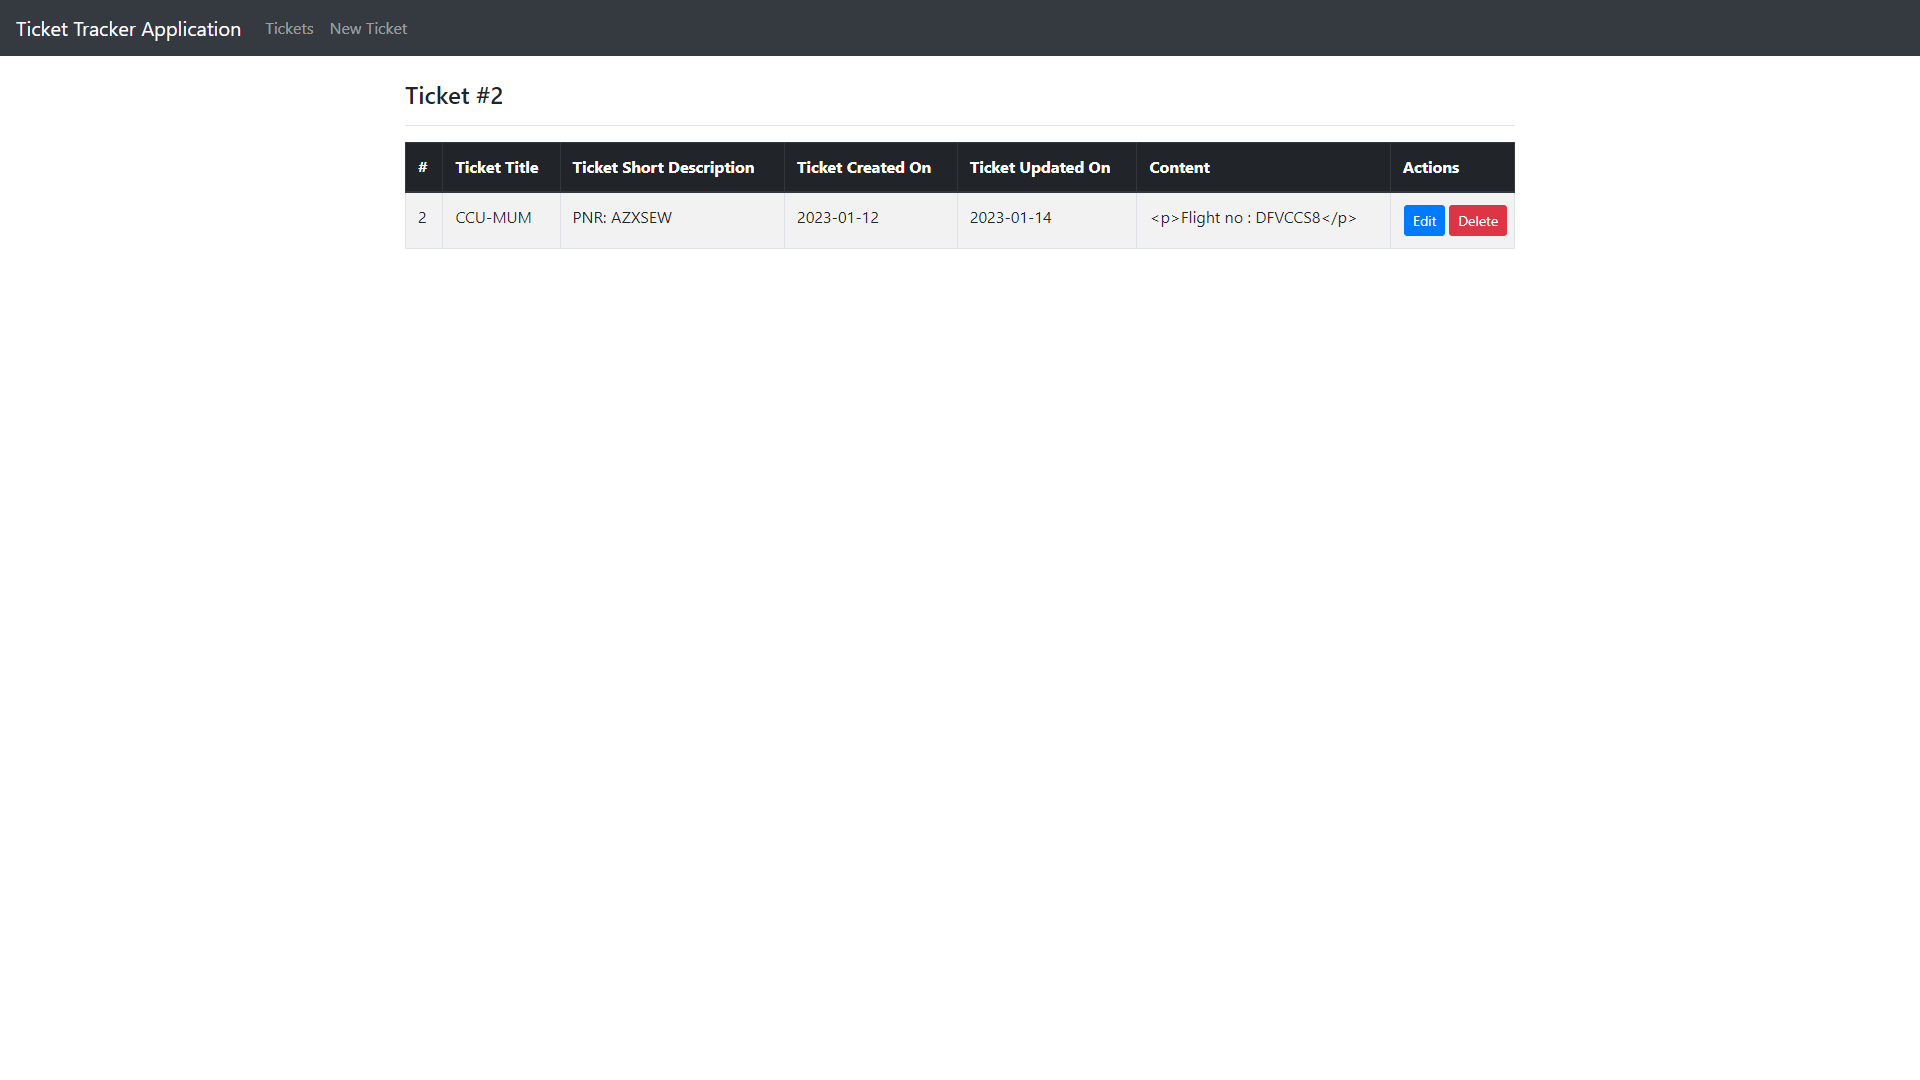 Ticket Tracker Application Tickets New Ticket
Ticket #2
# Ticket Title Ticket Short Description Ticket Created On Ticket Updated On Content Actions
2 CCU-MUM PNR: AZXSEW 2023-01-12 2023-01-14 <p>Flight no : DFVCCS8</p> Edit Delete